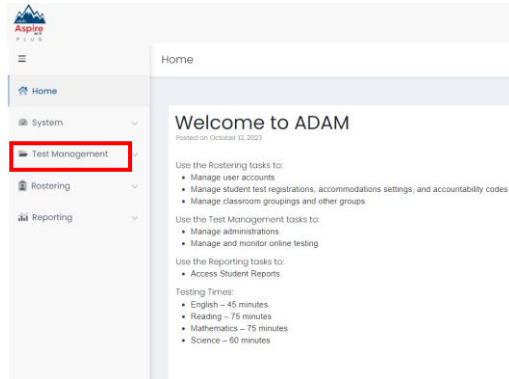 Aspire
ACT
PLUS
Home
Home
System
Test Management
Rostering
Reporting
Welcome to ADAM
Posted on October 12, 2023
Use the Rostering tasks to:
• Manage user accounts
• Manage student test registrations, accommodations settings, and accountability codes
• Manage classroom groupings and other groups
Use the Test Management tasks to:
• Manage administrations
• Manage and monitor online testing
Use the Reporting tasks to:
• Access Student Reports
Testing Times:
• English – 45 minutes
• Reading – 75 minutes
• Mathematics – 75 minutes
• Science – 60 minutes